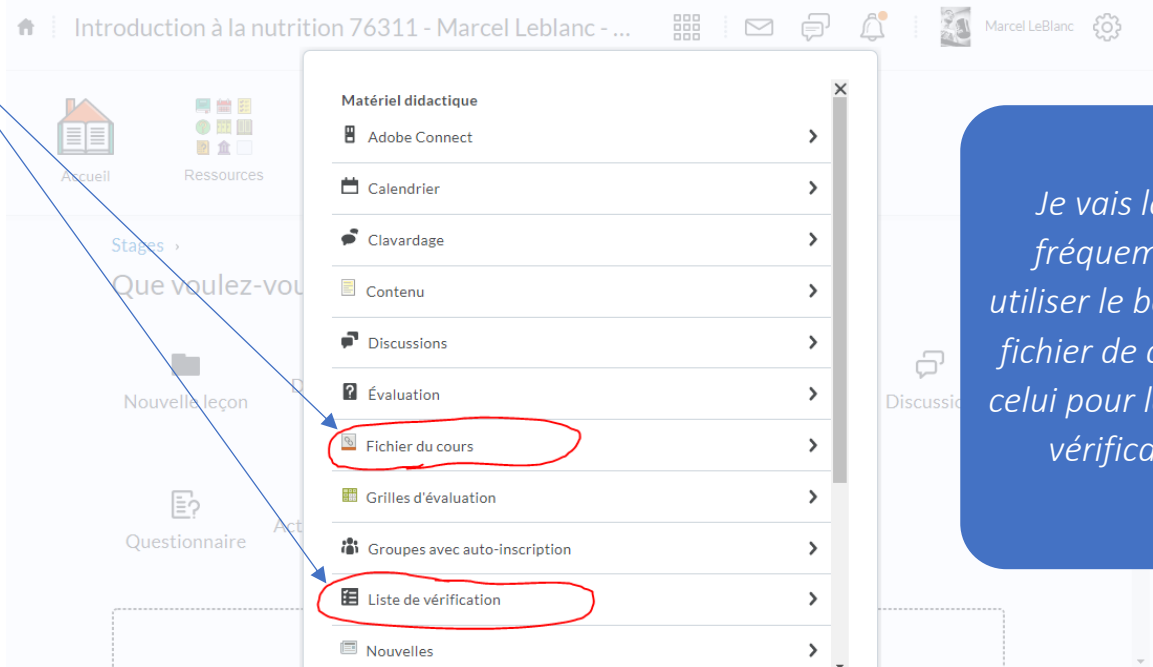 Introduction à la nutrition 76311 - Marcel Leblanc - ...
Marcel LeBlanc
Accueil
Ressources
Stages ›
Que voulez-vou
Nouvelle leçon
D
Discussio
Questionnaire
Act
Matériel didactique
Adobe Connect
Calendrier
Clavardage
Contenu
Discussions
Évaluation
Fichier du cours
Grilles d'évaluation
Groupes avec auto-inscription
Liste de vérification
Nouvelles
Je vais
fréquem
utiliser le
fichier de
celui pour
vérifica